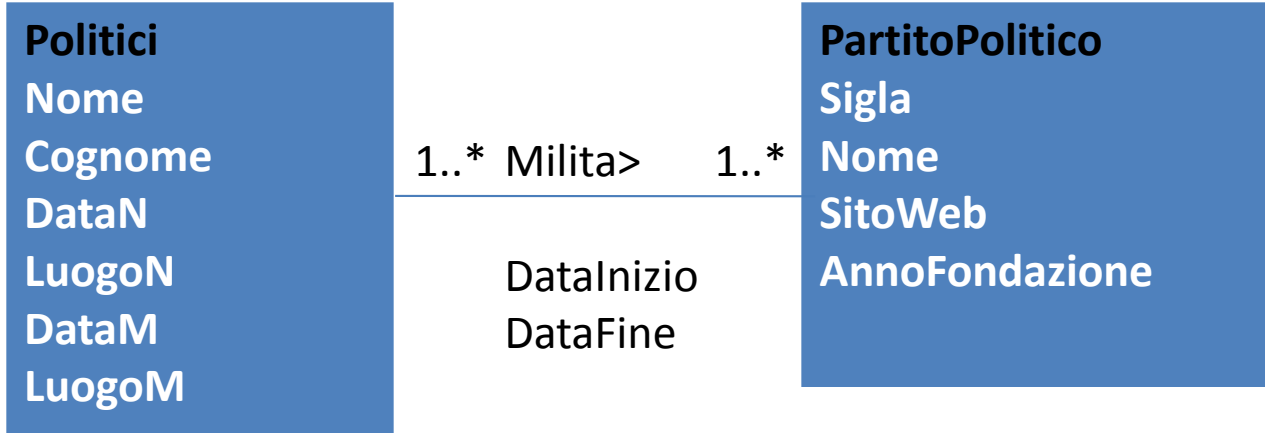 Politici
Nome
Cognome
DataN
LuogoN
DataM
LuogoM
1..* Milita> 1..*
DataInizio
DataFine
PartitoPolitico
Sigla
Nome
SitoWeb
AnnoFondazione